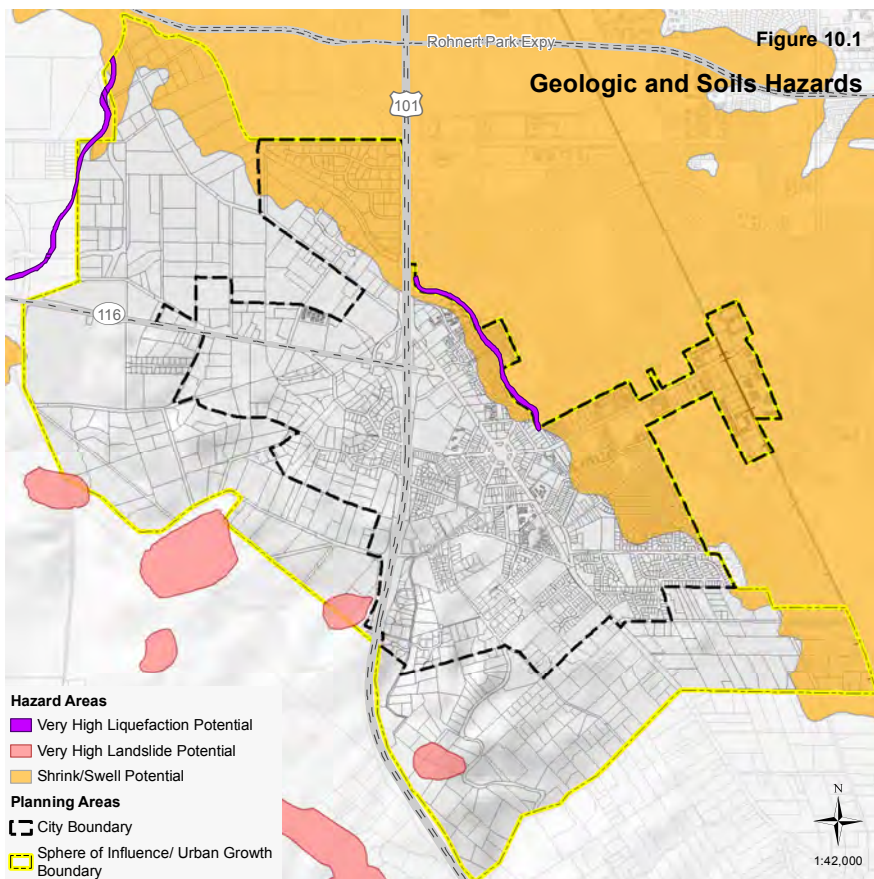 Figure 10.1
Geologic and Soils Hazards
Rohnert Park Expy
101
116
Hazard Areas
Very High Liquefaction Potential
Very High Landslide Potential
Shrink/Swell Potential
Planning Areas
City Boundary
Sphere of Influence/ Urban Growth
Boundary
N
1:42,000